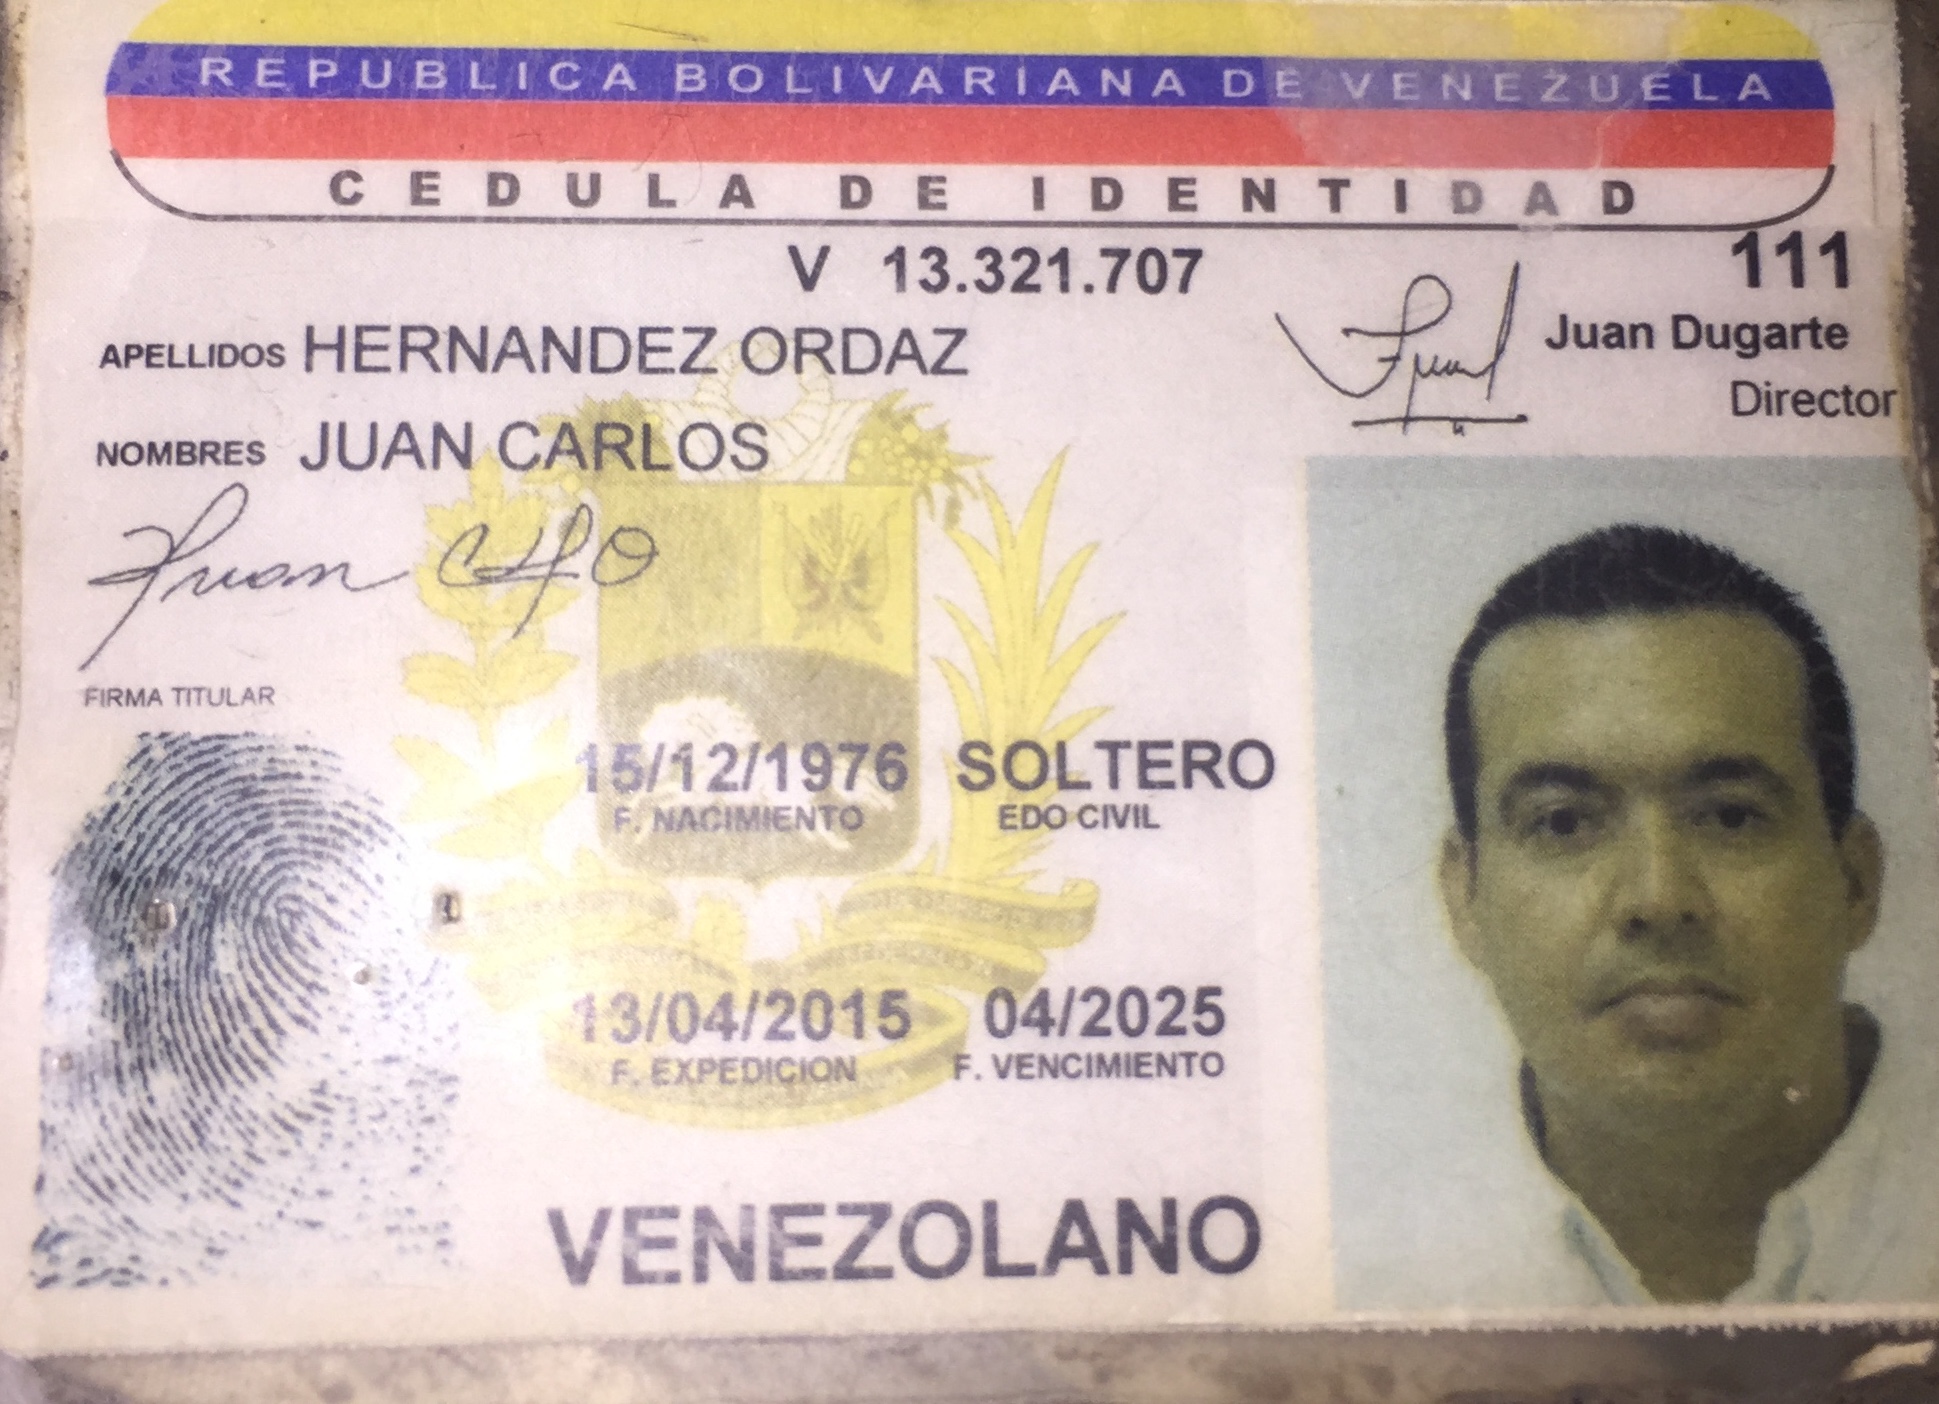 REPUBLICA BOLIVARIANA DE VENEZUELA
CEDULA DE IDENTIDAD
V 13.321.707
111
Juan Dugarte
Director
APELLIDOS HERNANDEZ ORDAZ
NOMBRES JUAN CARLOS
Juan
FIRMA TITULAR
15/12/1976 SOLTERO
F. NACIMIENTO EDO CIVIL
13/04/2015 04/2025
F. EXPEDICION F. VENCIMIENTO
VENEZOLANO